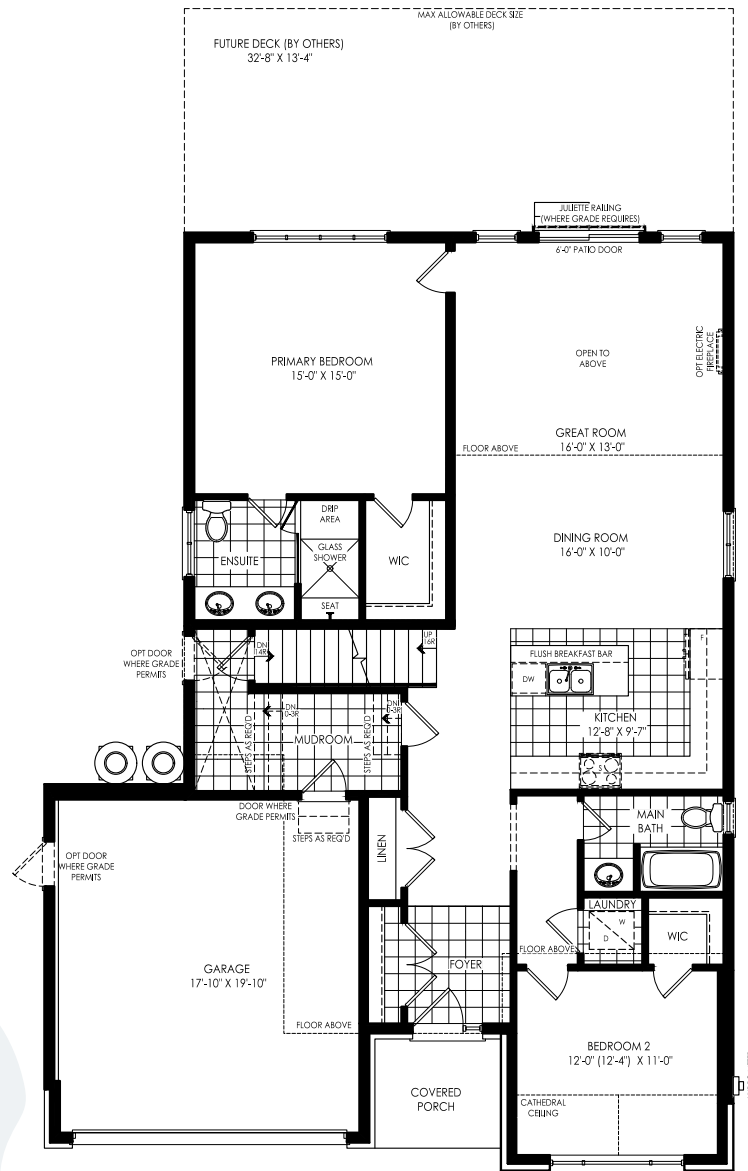 MAX ALLOWABLE DECK SIZE
(BY OTHERS)
FUTURE DECK (BY OTHERS)
32'-8" X 13'-4"
JULIETTE RAILING
(WHERE GRADE REQUIRES)
6'-0" PATIO DOOR
PRIMARY BEDROOM
15'-0" X 15'-0"
OPEN TO
ABOVE
OPT ELECTRIC
FIREPLACE
GREAT ROOM
16'-0" X 13'-0"
FLOOR ABOVE
DRIP
AREA
GLASS
SHOWER
SEAT
ENSUITE
WIC
DINING ROOM
16'-0" X 10'-0"
OPT DOOR
WHERE GRADE
PERMITS
DN
14R
UP
16R
FLUSH BREAKFAST BAR
F
DW
KITCHEN
12'-8" X 9'-7"
S
DN
0-3R
DN
0-3R
STEPS AS REQ'D
STEPS AS REQ'D
MUDROOM
DOOR WHERE
GRADE PERMITS
STEPS AS REQ'D
OPT DOOR
WHERE GRADE
PERMITS
LINEN
MAIN
BATH
LAUNDRY
W
D
WIC
FLOOR ABOVE
FOYER
GARAGE
17'-10" X 19'-10"
FLOOR ABOVE
BEDROOM 2
12'-0" (12'-4") X 11'-0"
COVERED
PORCH
CATHEDRAL
CEILING